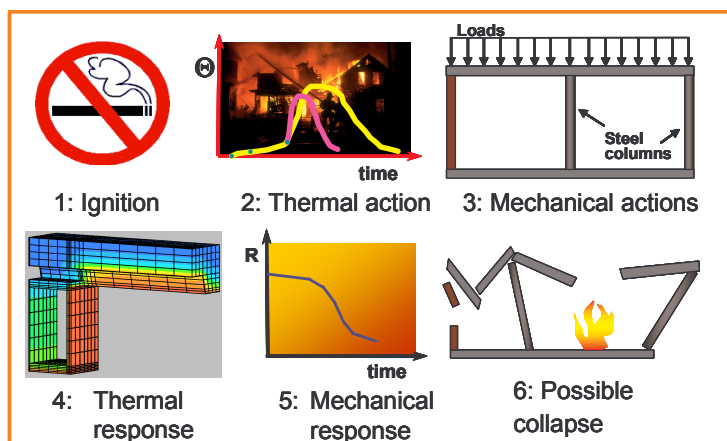 Loads
Θ
Steel
columns
time
1: Ignition
2: Thermal action
3: Mechanical actions
R
time
4: Thermal
response
5: Mechanical
response
6: Possible
collapse